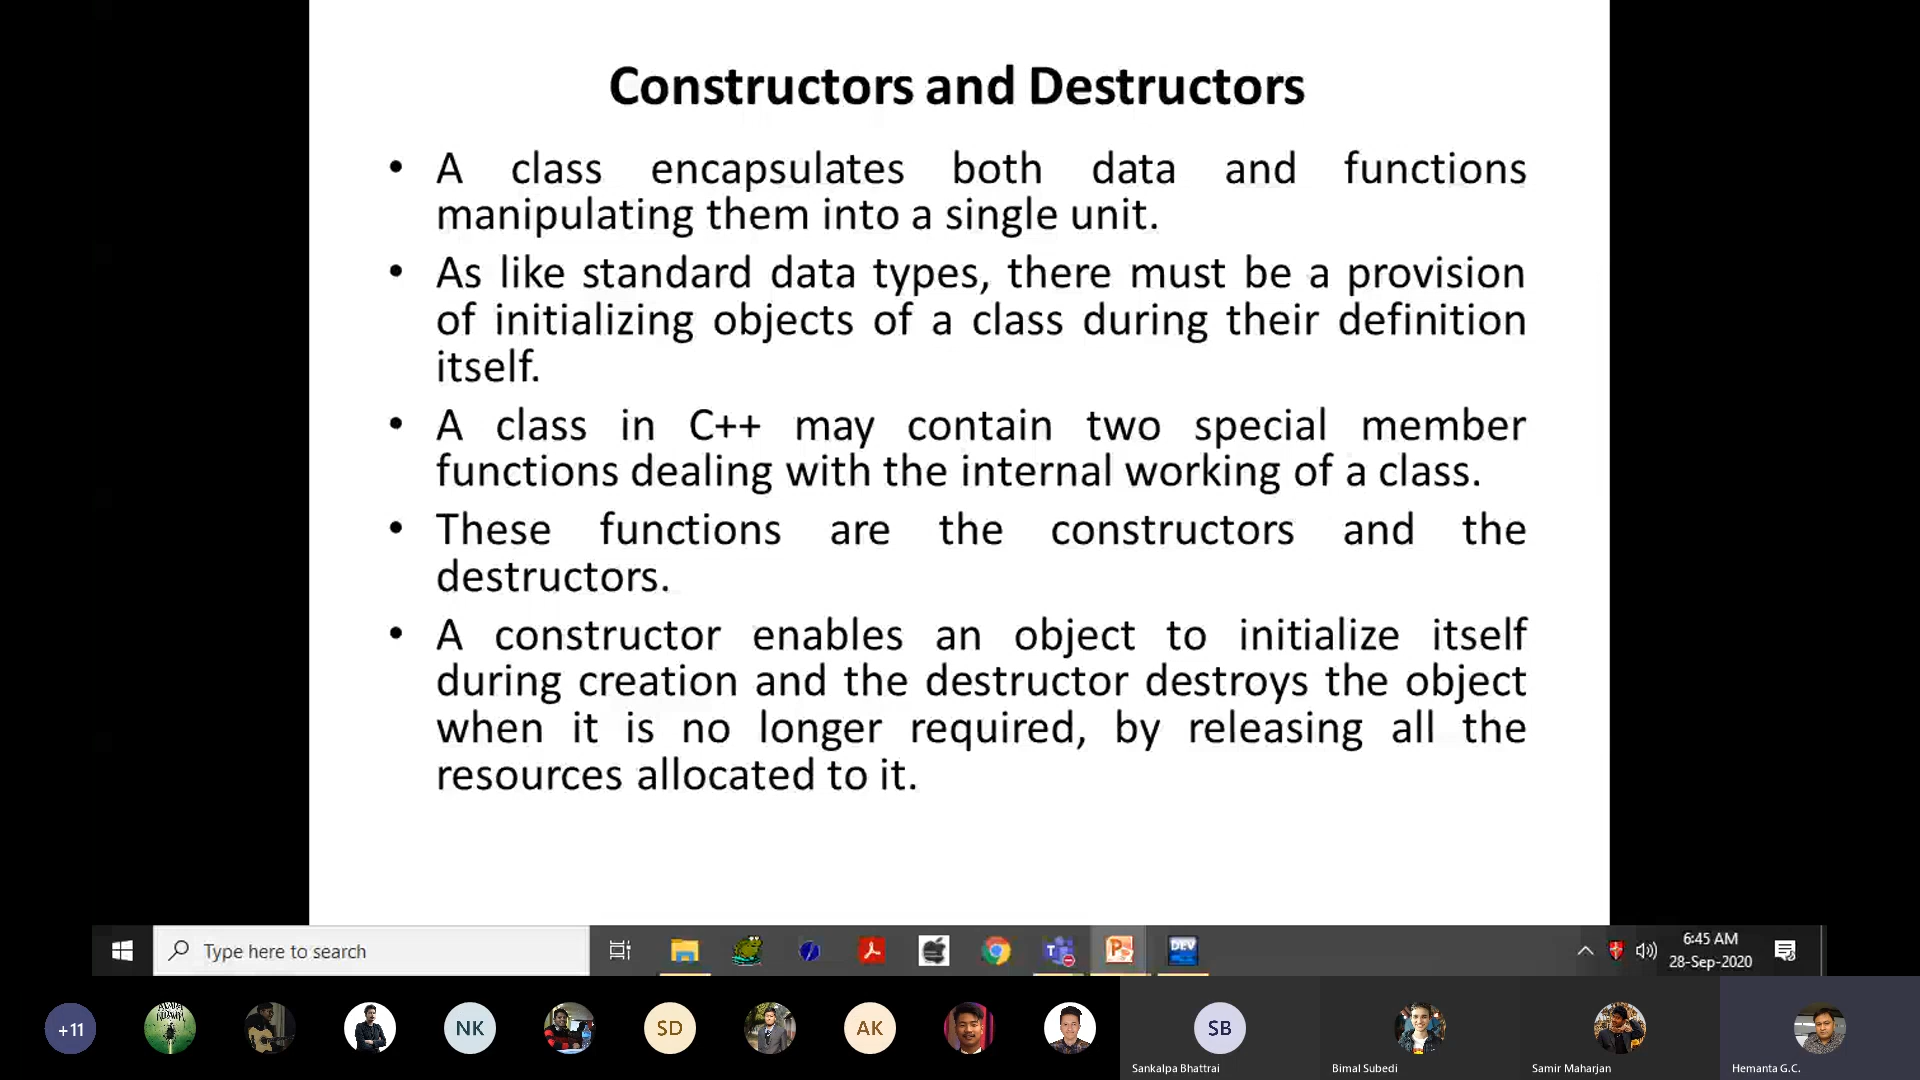 Constructors and Destructors
• A class encapsulates both data and functions
manipulating them into a single unit.
• As like standard data types, there must be a provision
of initializing objects of a class during their definition
itself.
• A class in C++ may contain two special member
functions dealing with the internal working of a class.
• These functions are the constructors and the
destructors.
• A constructor enables an object to initialize itself
during creation and the destructor destroys the object
when it is no longer required, by releasing all the
resources allocated to it.
Type here to search
DEV
6:45 AM
28-Sep-2020
+11
NK
SD
AK
SB
Sankalpa Bhattrai
Bimal Subedi
Samir Maharjan
Hemanta G.C.